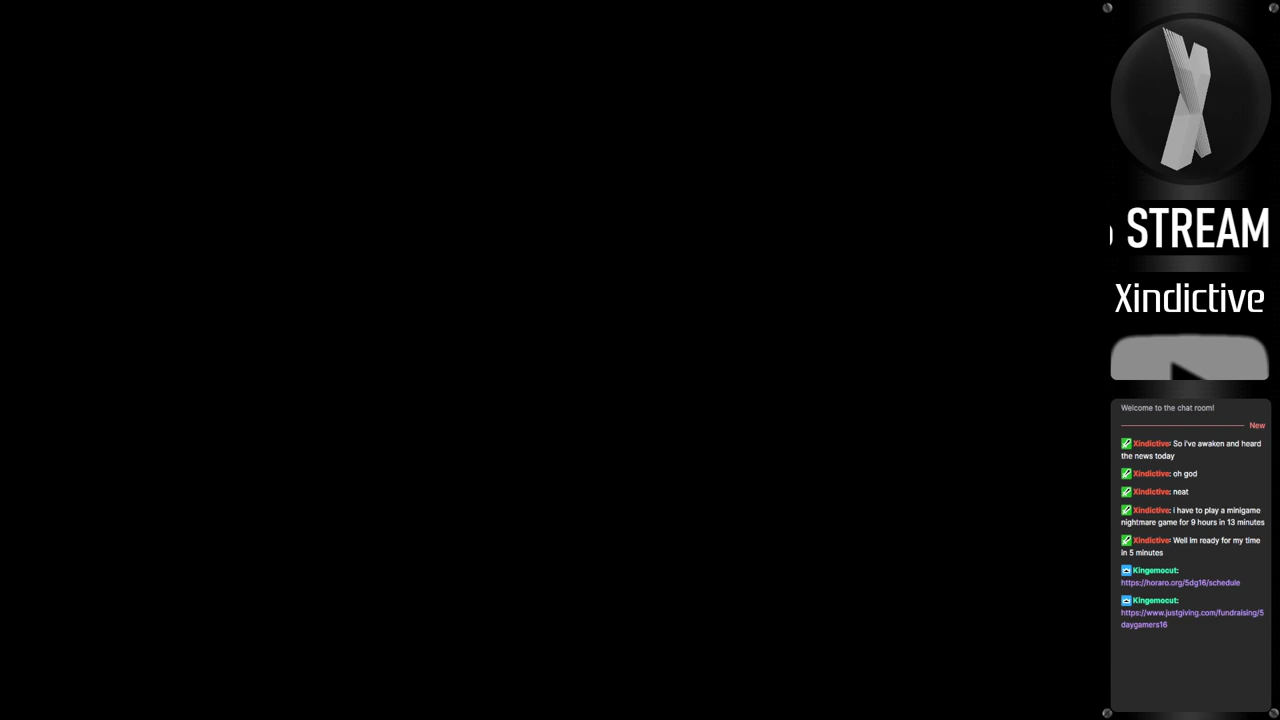 STREAM
Xindictive
Welcome to the chat room!
New
Xindictive: So i've awaken and heard
the news today
Xindictive: oh god
Xindictive: neat
Xindictive: i have to play a minigame
nightmare game for 9 hours in 13 minutes
Xindictive: Well im ready for my time
in 5 minutes
Kingemocut:
https://horaro.org/5dg16/schedule
Kingemocut:
https://www.justgiving.com/fundraising/5
daygamers16